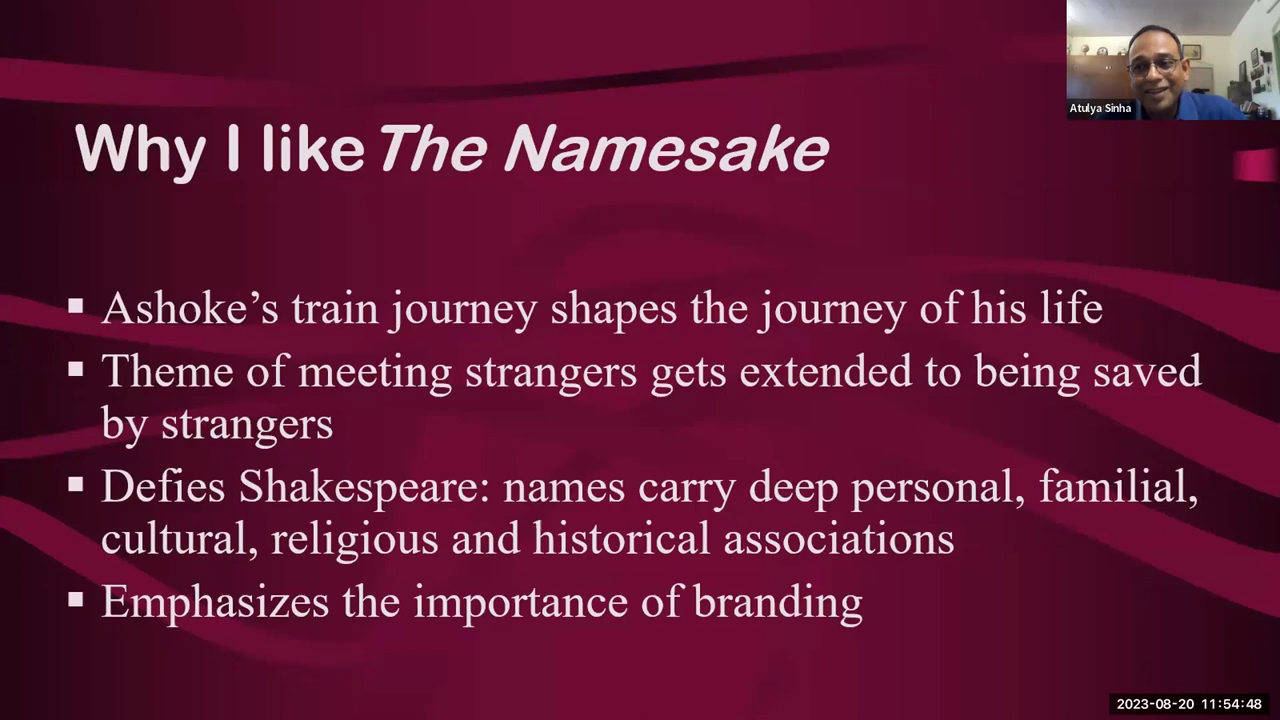 Atulya Sinha
Why I like The Namesake
▪ Ashoke’s train journey shapes the journey of his life
▪ Theme of meeting strangers gets extended to being saved
by strangers
▪ Defies Shakespeare: names carry deep personal, familial,
cultural, religious and historical associations
▪ Emphasizes the importance of branding
2023-08-20 11:54:48